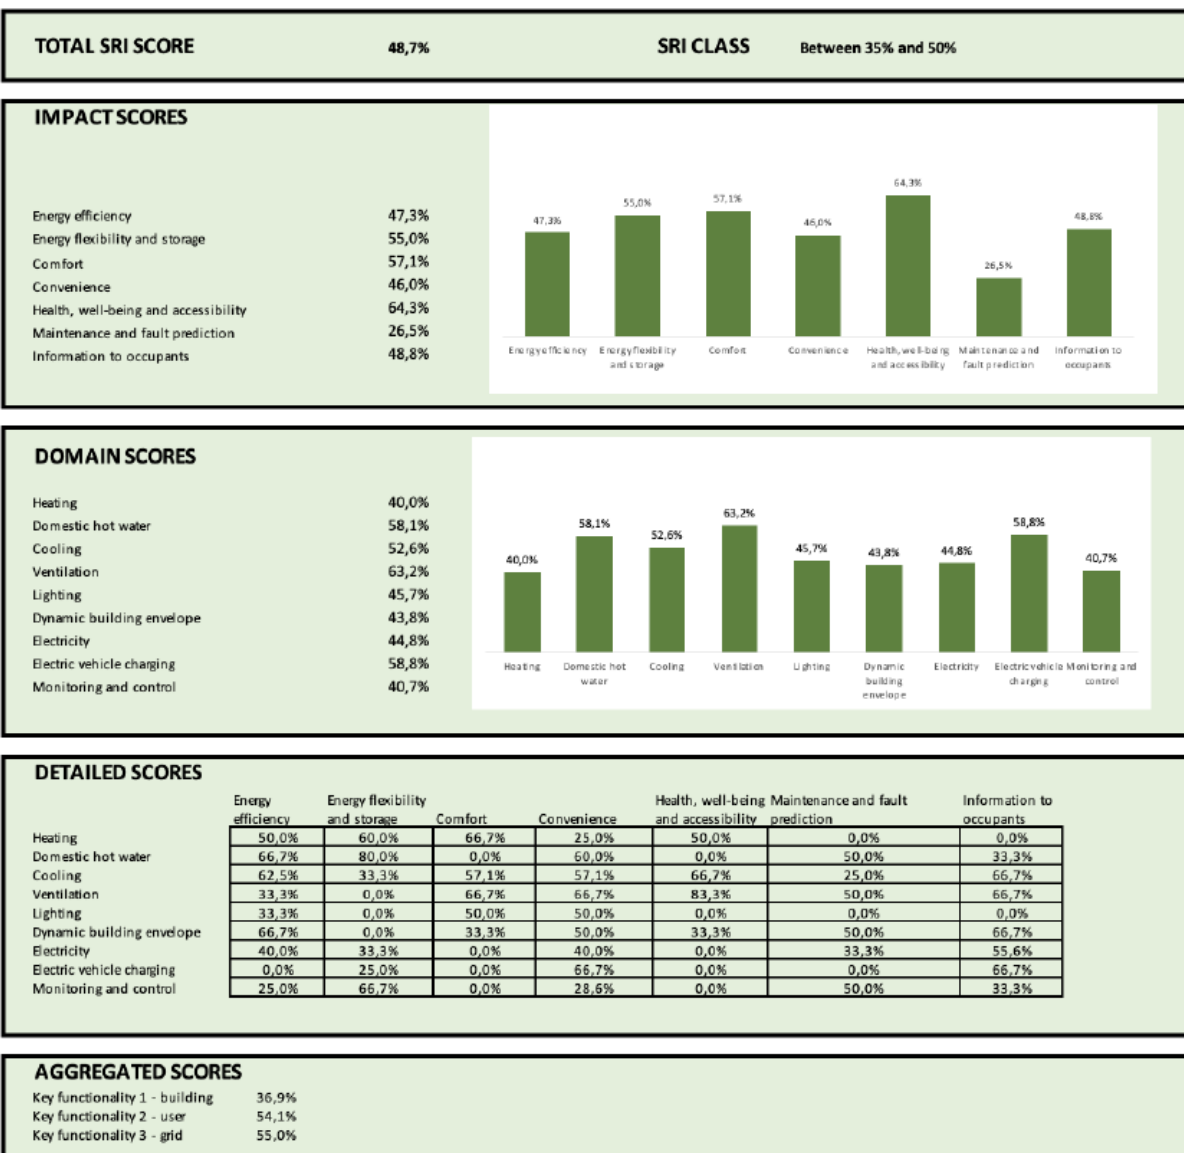 TOTAL SRI SCORE 48,7% SRI CLASS Between 35% and 50%
IMPACT SCORES
Energy efficiency 47,3%
Energy flexibility and storage 55,0%
Comfort 57,1%
Convenience 46,0%
Health, well-being and accessibility 64,3%
Maintenance and fault prediction 26,5%
Information to occupants 48,8%
47,3% 55,0% 57,1% 46,0% 64,3% 26,5% 48,8%
Energy efficiency Energy flexibility Comfort Convenience Health, well-being Maintenance and Information to
and storage and accessibility fault prediction occupants
DOMAIN SCORES
Heating 40,0%
Domestic hot water 58,1%
Cooling 52,6%
Ventilation 63,2%
Lighting 45,7%
Dynamic building envelope 43,8%
Electricity 44,8%
Electric vehicle charging 58,8%
Monitoring and control 40,7%
40,0% 58,1% 52,6% 63,2% 45,7% 43,8% 44,8% 58,8% 40,7%
Heating Domestic hot Cooling Ventilation Lighting Dynamic Electricity Electric vehicle Monitoring and
water building charging control
envelope
DETAILED SCORES
Energy Energy flexibility Health, well-being Maintenance and fault Information to
efficiency and storage Comfort Convenience and accessibility prediction occupants
Heating 50,0% 60,0% 66,7% 25,0% 50,0% 0,0% 0,0%
Domestic hot water 66,7% 80,0% 0,0% 60,0% 0,0% 50,0% 33,3%
Cooling 62,5% 33,3% 57,1% 57,1% 66,7% 25,0% 66,7%
Ventilation 33,3% 0,0% 66,7% 66,7% 83,3% 50,0% 66,7%
Lighting 33,3% 0,0% 50,0% 50,0% 0,0% 0,0% 0,0%
Dynamic building envelope 66,7% 0,0% 33,3% 50,0% 33,3% 50,0% 66,7%
Electricity 40,0% 33,3% 0,0% 40,0% 0,0% 33,3% 55,6%
Electric vehicle charging 0,0% 25,0% 0,0% 66,7% 0,0% 0,0% 66,7%
Monitoring and control 25,0% 66,7% 0,0% 28,6% 0,0% 50,0% 33,3%
AGGREGATED SCORES
Key functionality 1 - building 36,9%
Key functionality 2 - user 54,1%
Key functionality 3 - grid 55,0%